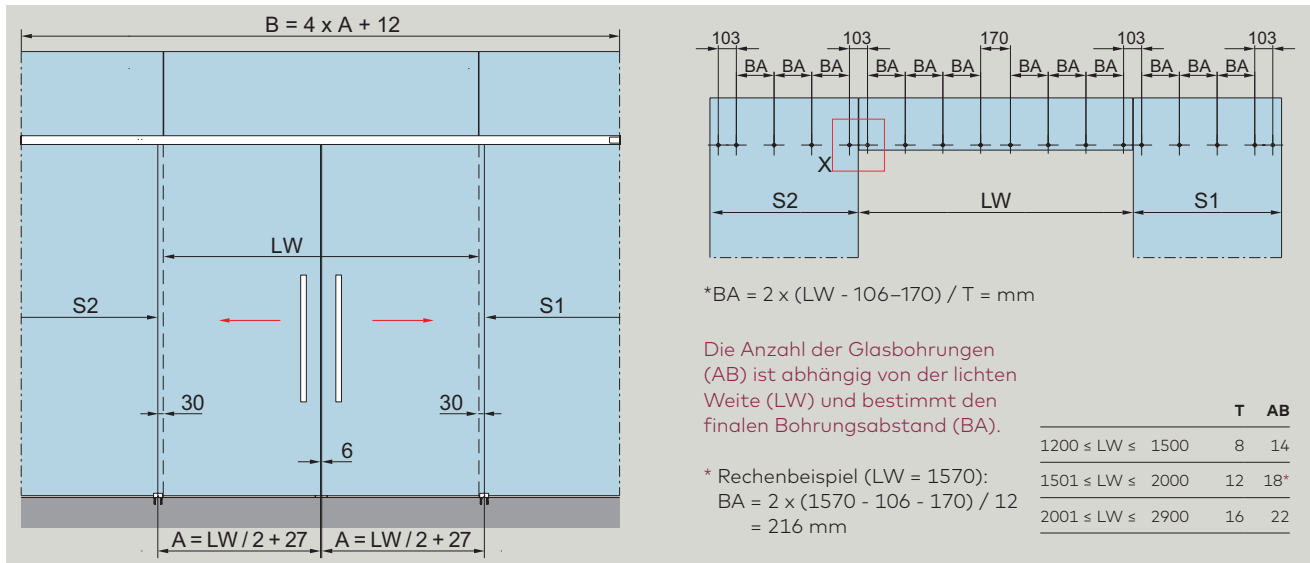 B = 4 x A + 12
LW
S2
S1
30
30
6
A = LW / 2 + 27
A = LW / 2 + 27
103
103
170
103
103
BA
BA
BA
BA
BA
BA
BA
BA
BA
BA
BA
BA
X
S2
LW
S1
*BA = 2 x (LW - 106–170) / T = mm
Die Anzahl der Glasbohrungen
(AB) ist abhängig von der lichten
Weite (LW) und bestimmt den
finalen Bohrungsabstand (BA).
* Rechenbeispiel (LW = 1570):
BA = 2 x (1570 - 106 - 170) / 12
= 216 mm
T AB
1200 ≤ LW ≤ 1500 8 14
1501 ≤ LW ≤ 2000 12 18*
2001 ≤ LW ≤ 2900 16 22